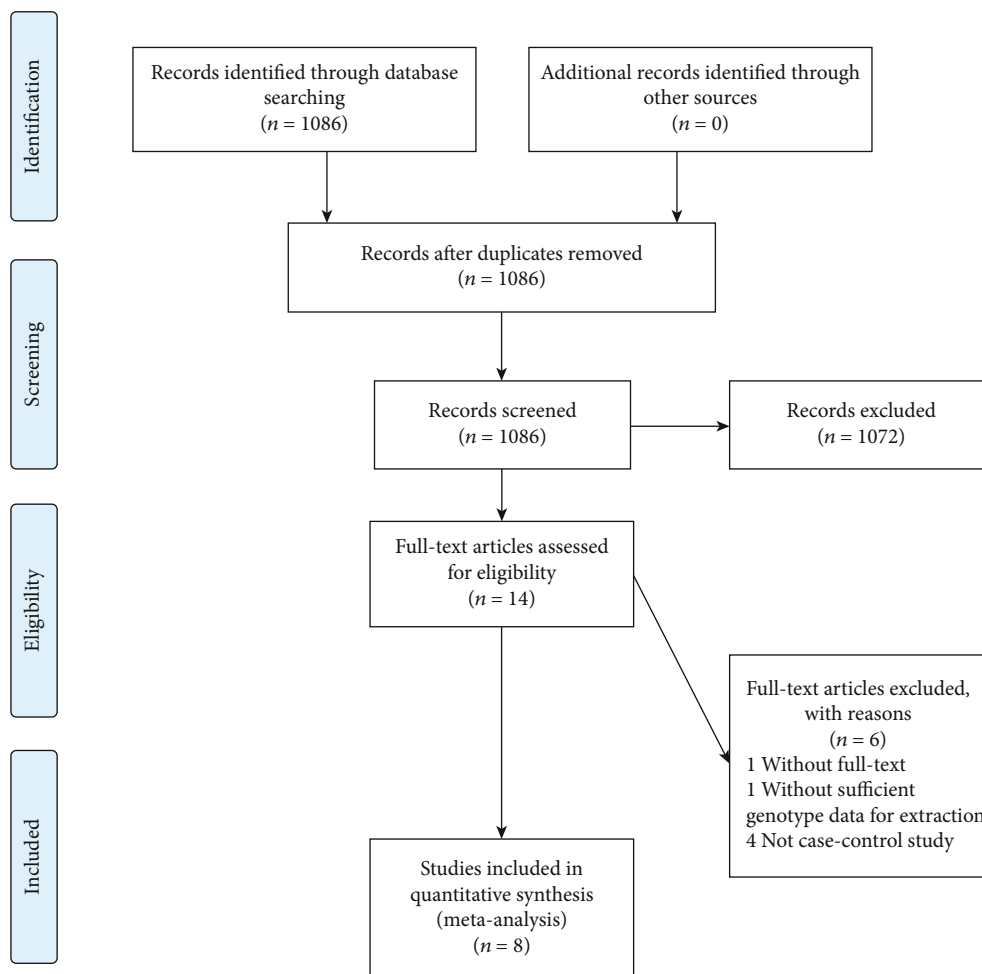 Identification
Records identified through database
searching
(n = 1086)
Additional records identified through
other sources
(n = 0)
Records after duplicates removed
(n = 1086)
Screening
Records screened
(n = 1086)
Records excluded
(n = 1072)
Eligibility
Full-text articles assessed
for eligibility
(n = 14)
Full-text articles excluded,
with reasons
(n = 6)
1 Without full-text
1 Without sufficient
genotype data for extraction
4 Not case-control study
Included
Studies included in
quantitative synthesis
(meta-analysis)
(n = 8)